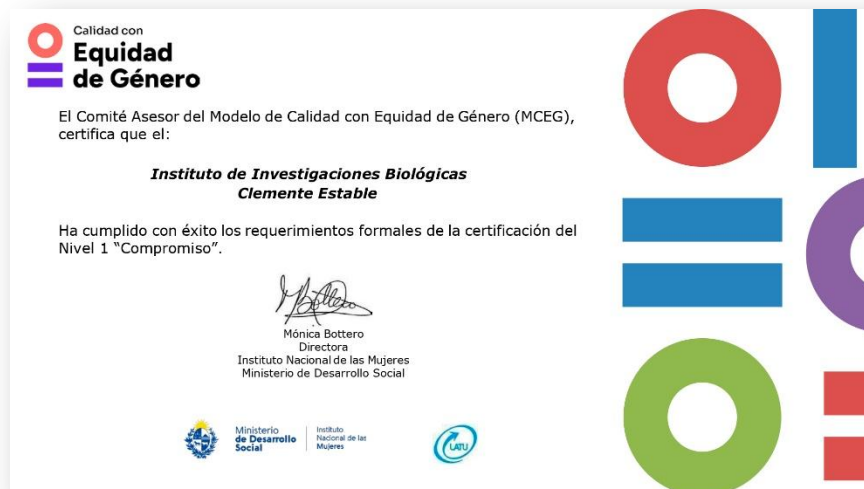 Calidad con
Equidad
de Género
El Comité Asesor del Modelo de Calidad con Equidad de Género (MCEG),
certifica que el:
Instituto de Investigaciones Biológicas
Clemente Estable
Ha cumplido con éxito los requerimientos formales de la certificación del
Nivel 1 “Compromiso”.
MBottero
Mónica Bottero
Directora
Instituto Nacional de las Mujeres
Ministerio de Desarrollo Social
Ministerio
de Desarrollo
Social
Instituto
Nacional de las
Mujeres
LATU